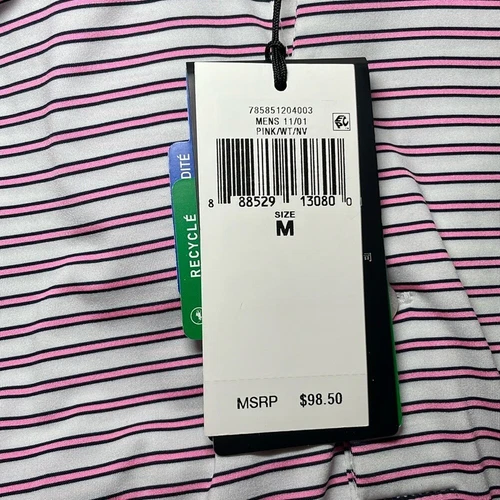 785851204003
MENS 11/01
PINK/WT/NV
8 88529 13080 0
SIZE
M
DITÉ
RECYCLÉ
MSRP $98.50